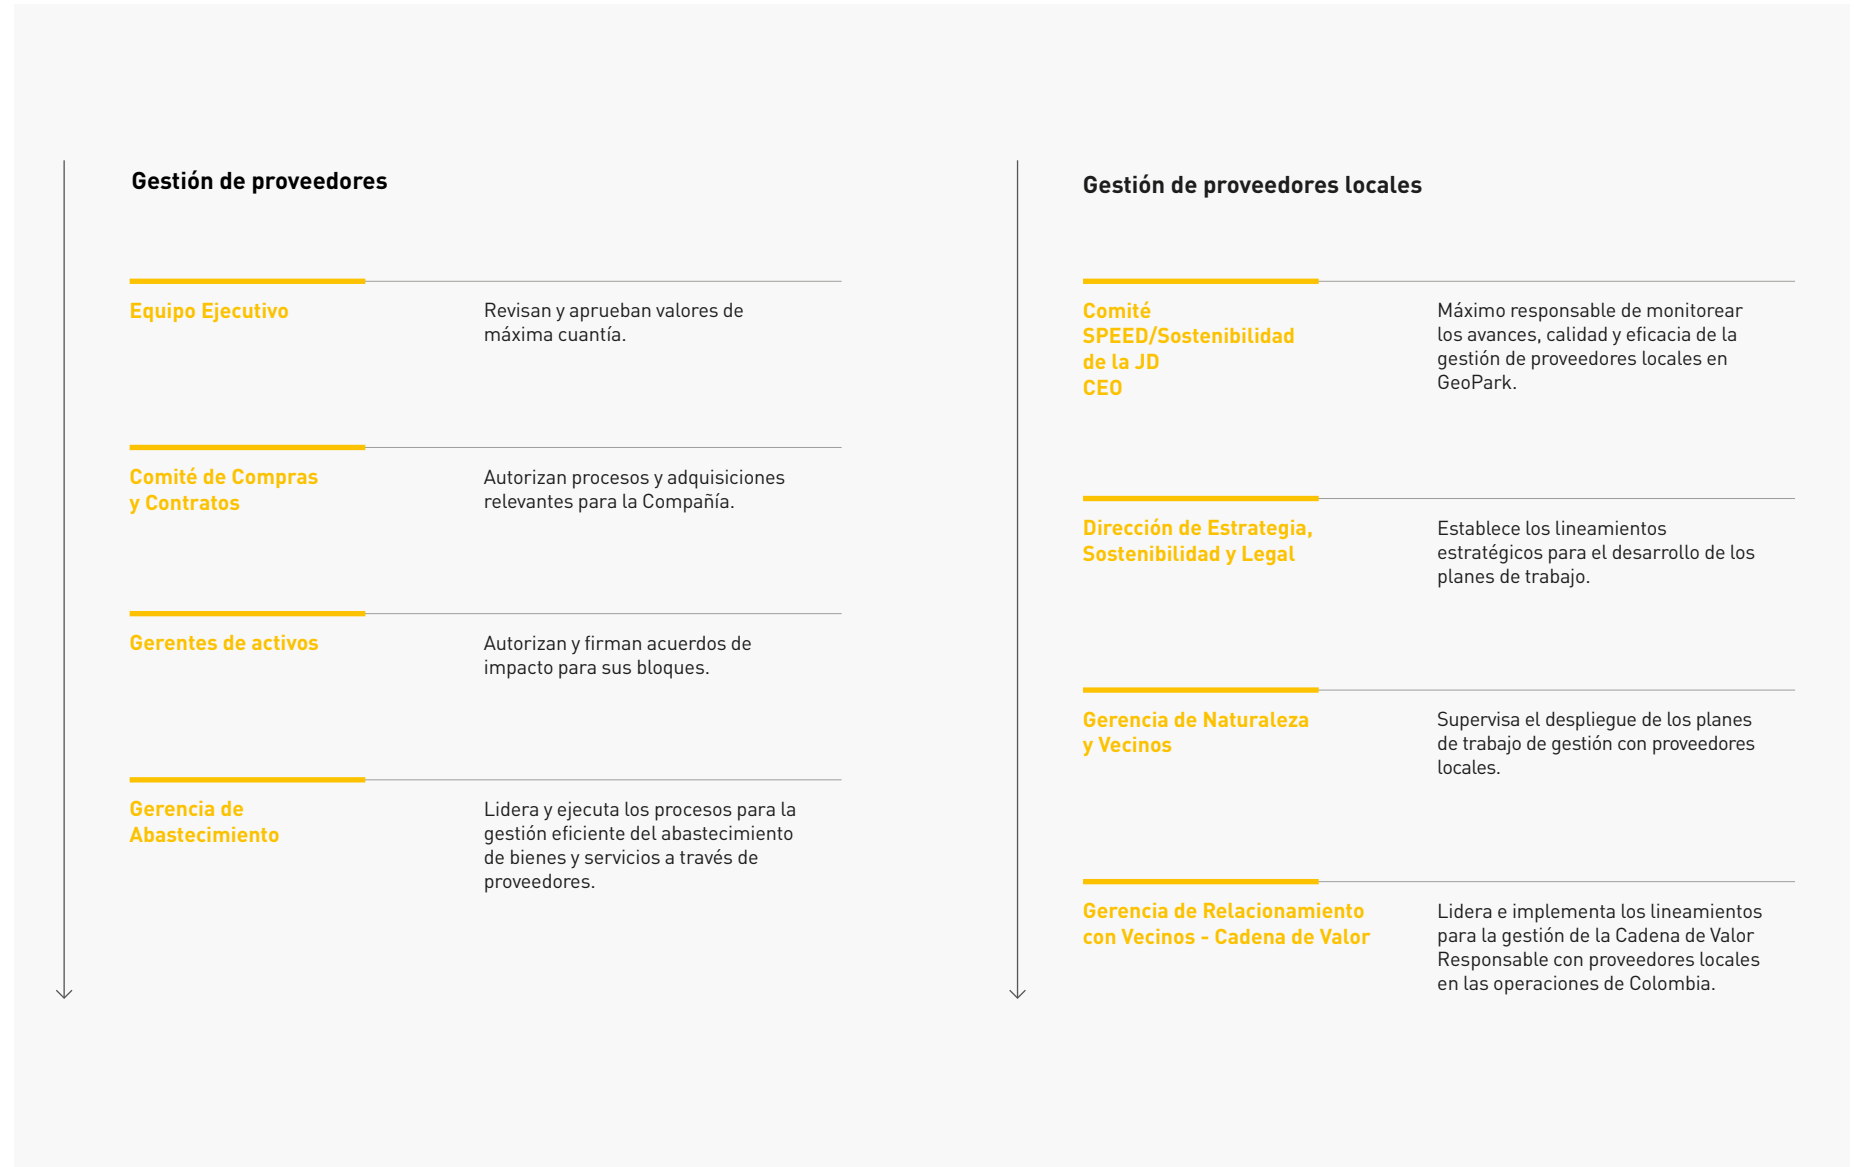 Gestión de proveedores
Equipo Ejecutivo
Revisan y aprueban valores de
máxima cuantía.
Comité de Compras
y Contratos
Autorizan procesos y adquisiciones
relevantes para la Compañía.
Gerentes de activos
Autorizan y firman acuerdos de
impacto para sus bloques.
Gerencia de
Abastecimiento
Lidera y ejecuta los procesos para la
gestión eficiente del abastecimiento
de bienes y servicios a través de
proveedores.
Gestión de proveedores locales
Comité
SPEED/Sostenibilidad
de la JD
CEO
Máximo responsable de monitorear
los avances, calidad y eficacia de la
gestión de proveedores locales en
GeoPark.
Dirección de Estrategia,
Sostenibilidad y Legal
Establece los lineamientos
estratégicos para el desarrollo de los
planes de trabajo.
Gerencia de Naturaleza
y Vecinos
Supervisa el despliegue de los planes
de trabajo de gestión con proveedores
locales.
Gerencia de Relacionamiento
con Vecinos - Cadena de Valor
Lidera e implementa los lineamientos
para la gestión de la Cadena de Valor
Responsable con proveedores locales
en las operaciones de Colombia.